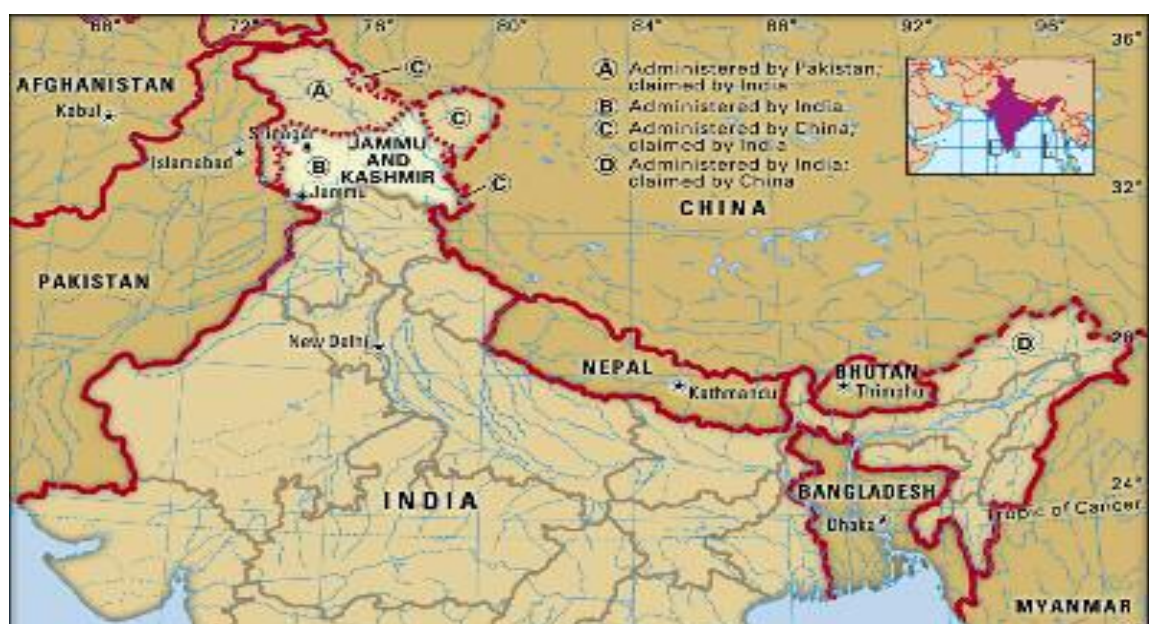 68°
72°
76°
80°
84°
88°
92°
96°
36°
AFGHANISTAN
Kabul
A
C
C
Srinagar
Islamabad
JAMMU
AND
KASHMIR
B
Jammu
C
A Administered by Pakistan;
claimed by India
B Administered by India
C Administered by China;
claimed by India
D Administered by India;
claimed by China
32°
CHINA
PAKISTAN
New Delhi
NEPAL
Kathmandu
BHUTAN
Thimphu
D
28°
INDIA
BANGLADESH
Dhaka
24°
Tropic of Cancer
MYANMAR